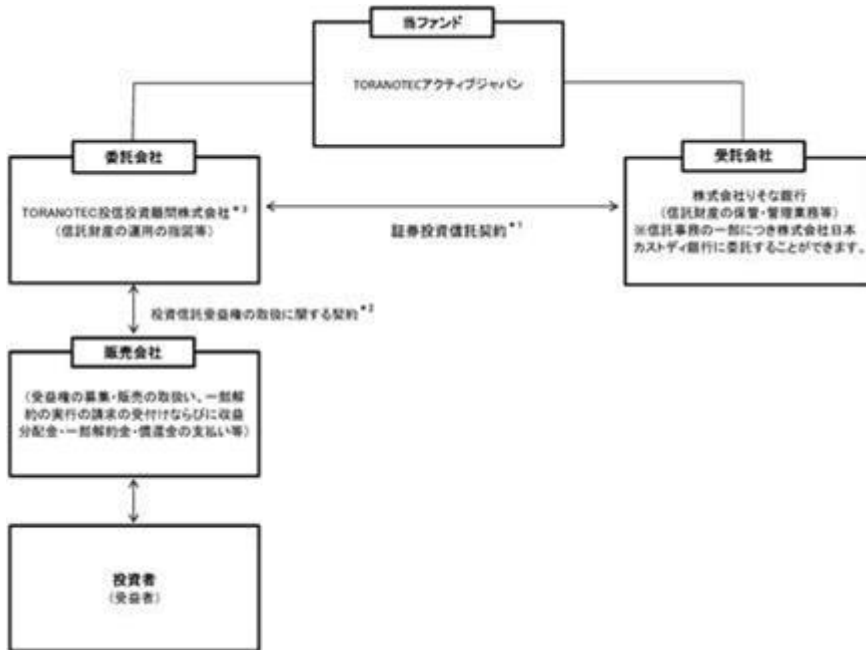 当ファンド
TORANOTECアクティブジャパン
委託会社
TORANOTEC投信投資顧問株式会社*3
(信託財産の運用の指図等)
証券投資信託契約*1
受託会社
株式会社りそな銀行
(信託財産の保管・管理業務等)
※信託事務の一部につき株式会社日本
カストディ銀行に委託することができます。
投資信託受益権の取扱に関する契約*2
販売会社
(受益権の募集・販売の取扱い、一部解
約の実行の請求の受付けならびに収益
分配金・一部解約金・償還金の支払い等)
投資者
(受益者)